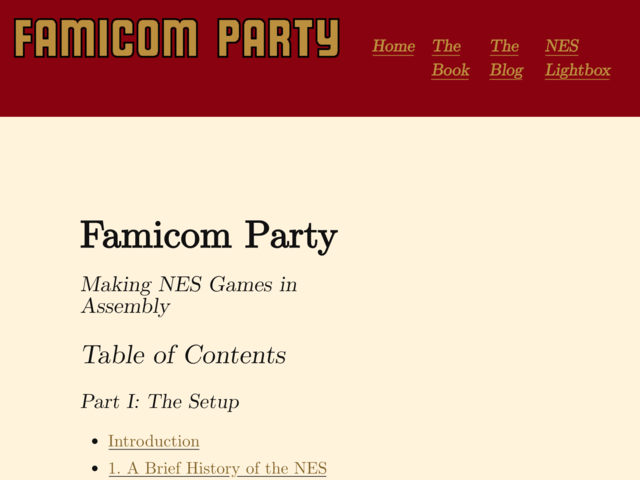 FAMICOM PARTY
Home The Book The Blog NES Lightbox
Famicom Party
Making NES Games in
Assembly
Table of Contents
Part I: The Setup
Introduction
1. A Brief History of the NES